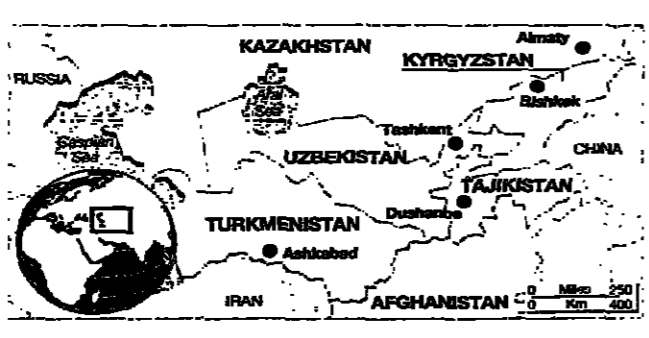 Almaty
KAZAKHSTAN
KYRGYZSTAN
RUSSIA
Bishkek
Aral
Sea
Tashkent
Caspian
Sea
UZBEKISTAN
CHINA
TAJIKISTAN
Dushanbe
TURKMENISTAN
Ashkabad
0 Miles 250
0 Km 400
IRAN
AFGHANISTAN